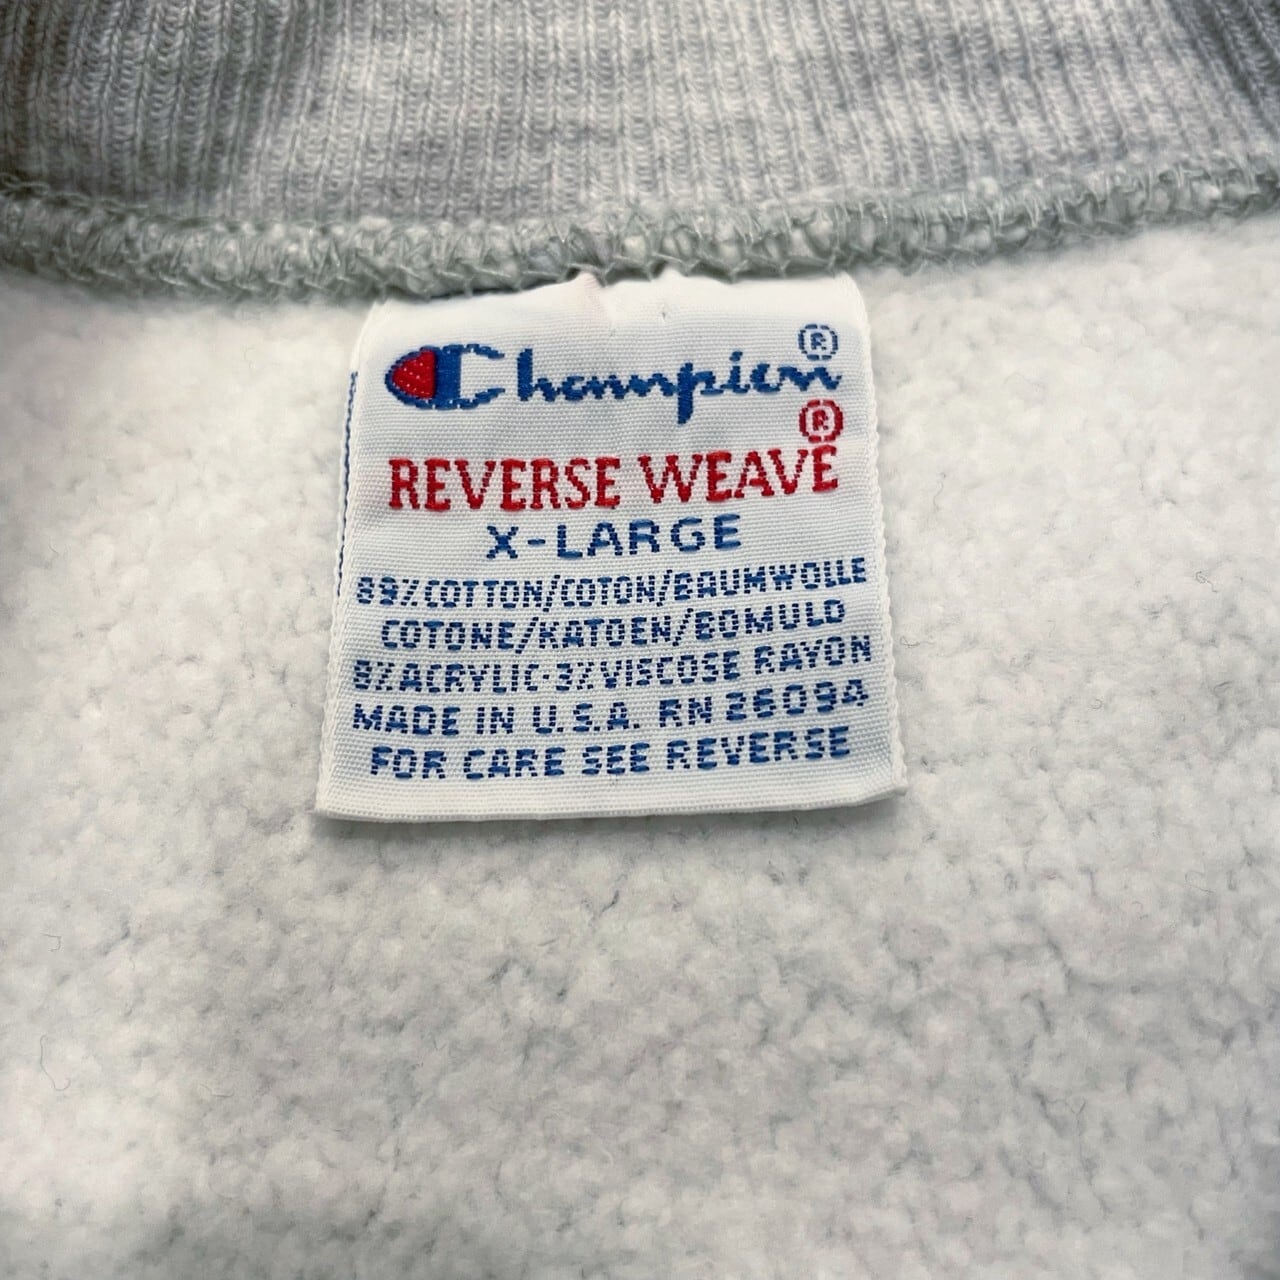 Champion®
REVERSE WEAVE®
X-LARGE
89% COTTON/COTON/BAUMWOLLE
COTONE/KATOEN/BOMULD
8% ACRYLIC-3% VISCOSE RAYON
MADE IN U.S.A. RN 26094
FOR CARE SEE REVERSE